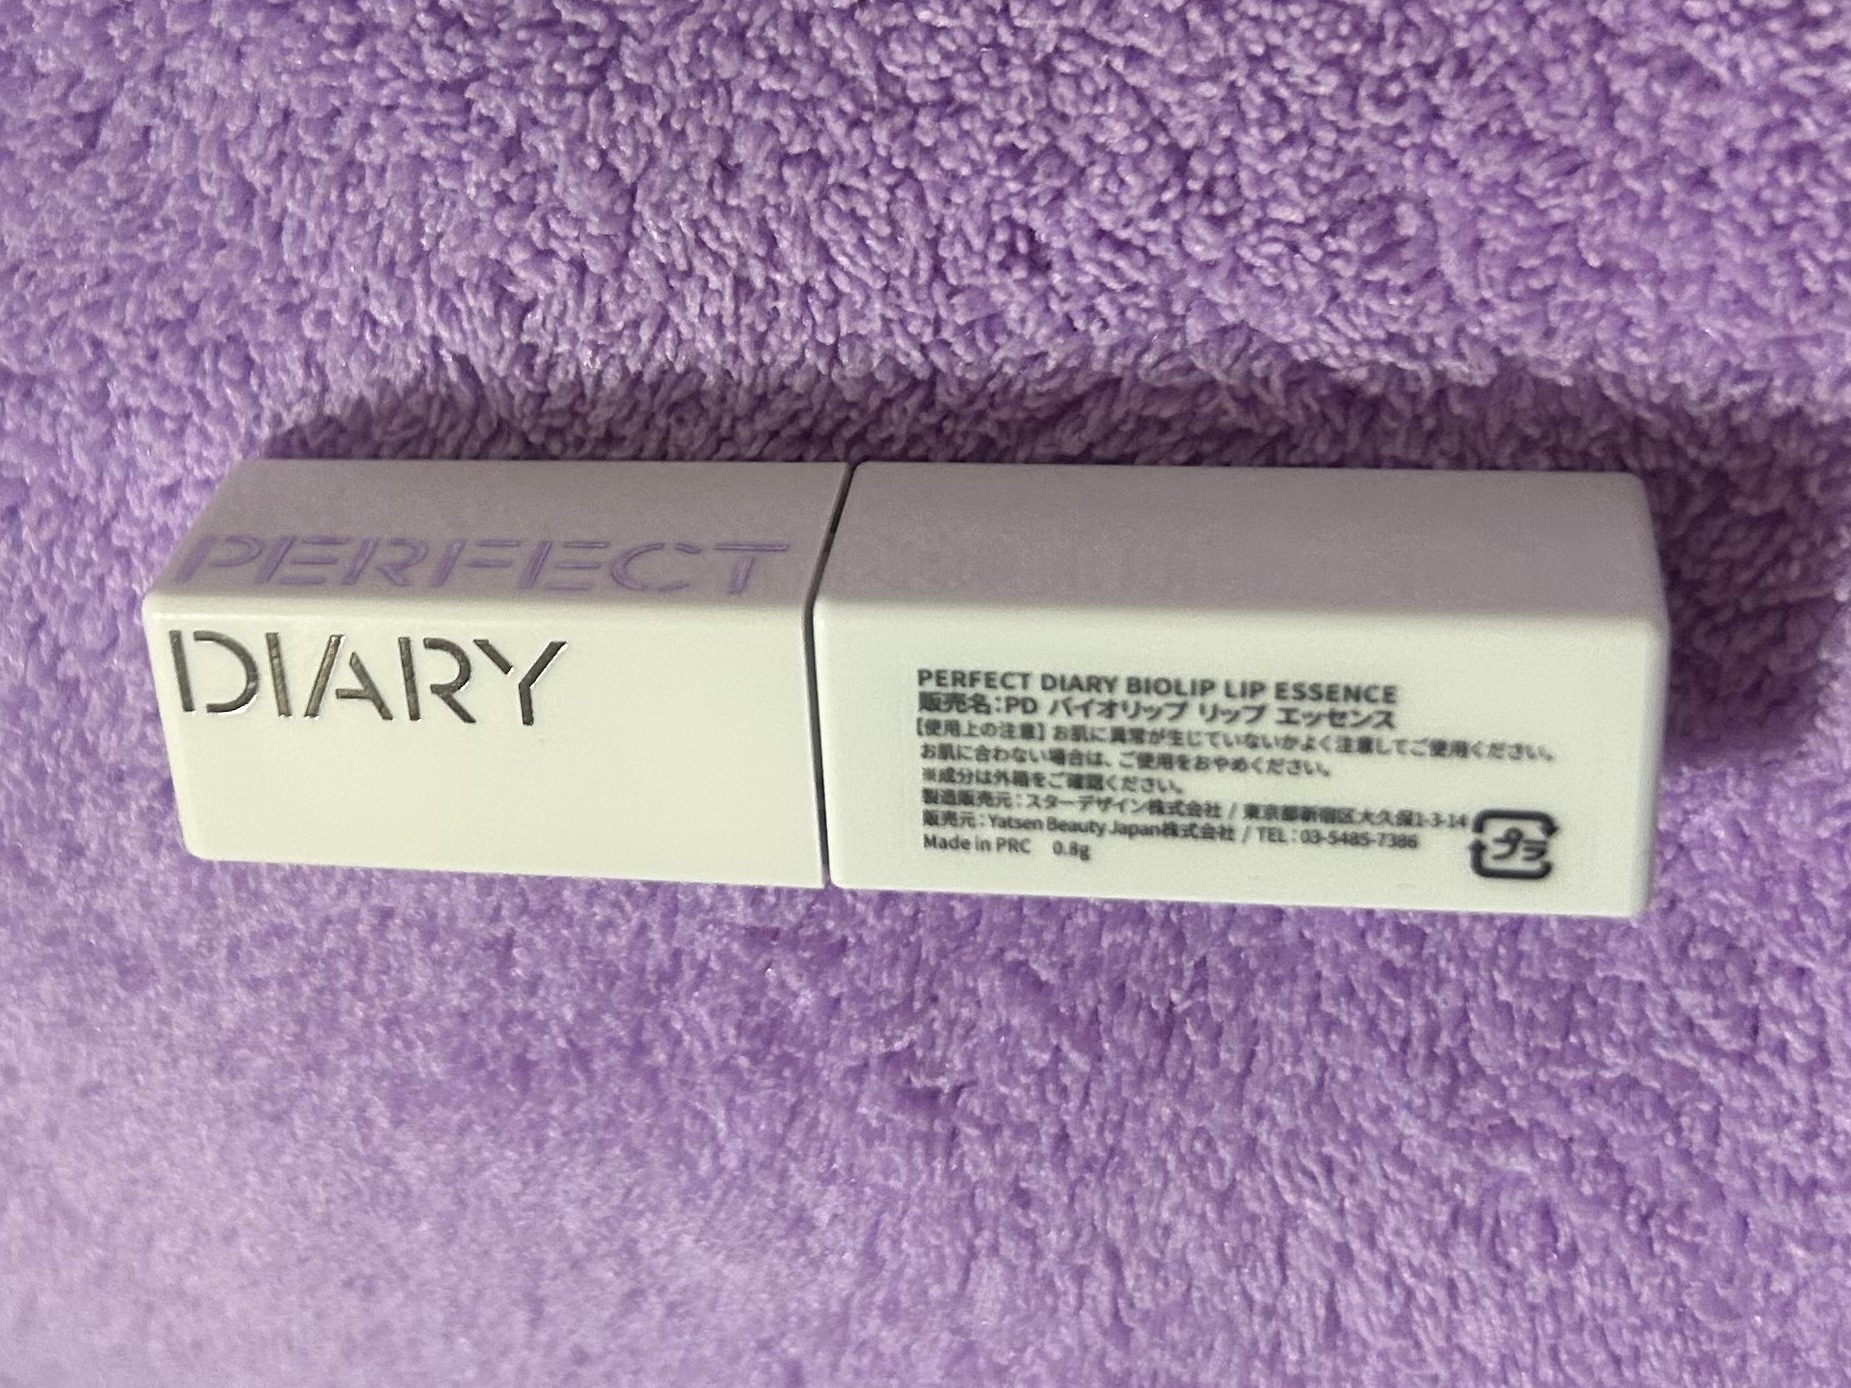 PERFECT
DIARY
PERFECT DIARY BIOLIP LIP ESSENCE
販売名:PD バイオリップ リップ エッセンス
【使用上の注意】お肌に異常が生じていないかよく注意してご使用ください。
お肌に合わない場合は、ご使用をおやめください。
※成分は外箱をご確認ください。
製造販売元:スターデザイン株式会社 / 東京都新宿区大久保1-3-14
販売元:Yatsen Beauty Japan株式会社 / TEL:03-5485-7386
Made in PRC 0.8g
プラ